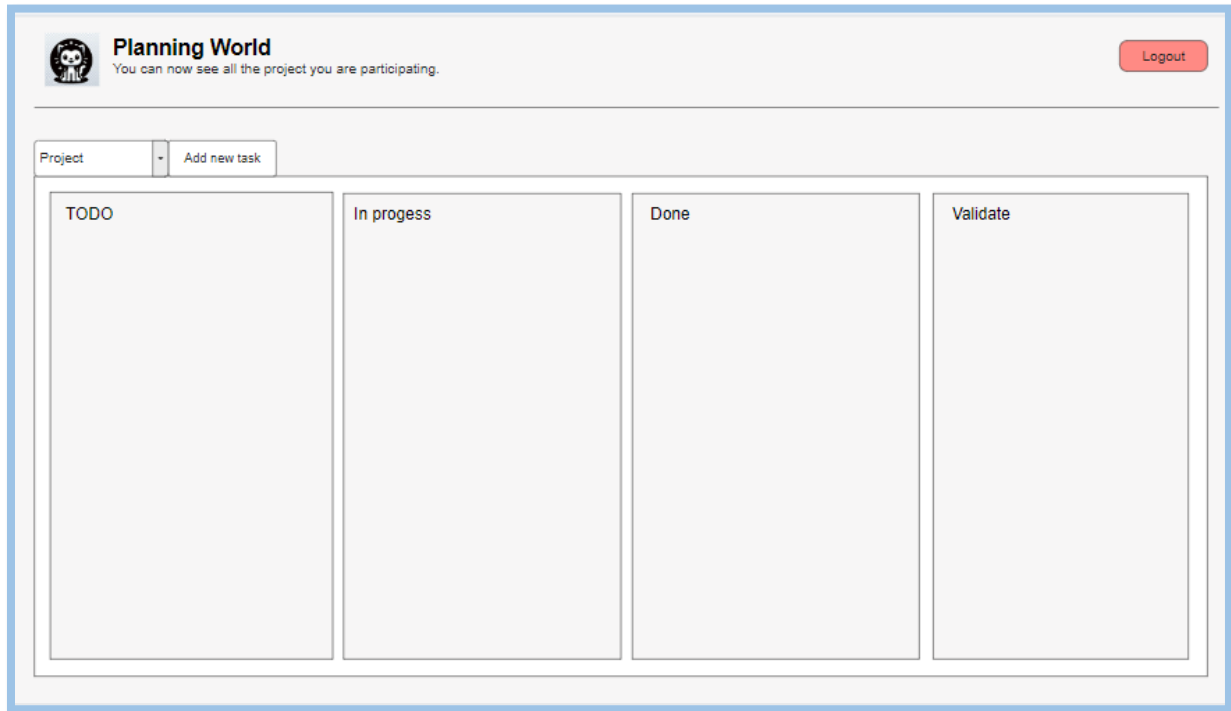 Planning World
You can now see all the project you are participating.
Logout
Project
Add new task
TODO
In progess
Done
Validate